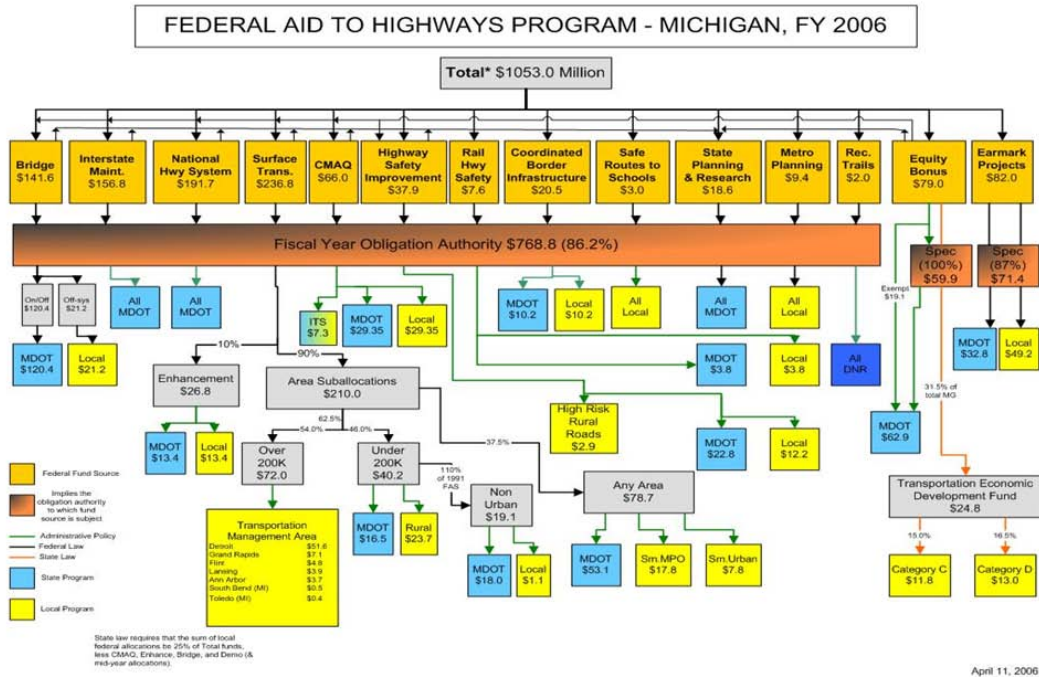 FEDERAL AID TO HIGHWAYS PROGRAM - MICHIGAN, FY 2006
Total* $1053.0 Million
Bridge
$141.6
Interstate
Maint.
$156.8
National
Hwy System
$191.7
Surface
Trans.
$236.8
CMAQ
$66.0
Highway
Safety
Improvement
$37.9
Rail
Hwy
Safety
$7.6
Coordinated
Border
Infrastructure
$20.5
Safe
Routes to
Schools
$3.0
State
Planning
& Research
$18.6
Metro
Planning
$9.4
Rec.
Trails
$2.0
Equity
Bonus
$79.0
Earmark
Projects
$82.0
Fiscal Year Obligation Authority $768.8 (86.2%)
Spec
(100%)
$59.9
Spec
(87%)
$71.4
Exempt
$19.1
On/Off
$120.4
Off-sys
$21.2
All
MDOT
All
MDOT
ITS
$7.3
MDOT
$29.35
Local
$29.35
MDOT
$10.2
Local
$10.2
All
Local
All
MDOT
All
Local
MDOT
$120.4
Local
$21.2
10%
90%
MDOT
$3.8
Local
$3.8
All
DNR
MDOT
$32.8
Local
$49.2
Enhancement
$26.8
Area Suballocations
$210.0
31.5% of
total MG
62.5%
54.0%
46.0%
37.5%
High Risk
Rural
Roads
$2.9
MDOT
$62.9
MDOT
$13.4
Local
$13.4
Over
200K
$72.0
Under
200K
$40.2
110%
of 1991
FAS
MDOT
$22.8
Local
$12.2
Non
Urban
$19.1
Any Area
$78.7
Transportation Economic
Development Fund
$24.8
Federal Fund Source
Implies the
obligation authority
to which fund
source is subject
Administrative Policy
Federal Law
State Law
State Program
Local Program
Transportation
Management Area
Detroit $51.6
Grand Rapids $7.1
Flint $4.8
Lansing $3.9
Ann Arbor $3.7
South Bend (MI) $0.5
Toledo (MI) $0.4
MDOT
$16.5
Rural
$23.7
MDOT
$18.0
Local
$1.1
MDOT
$53.1
Sm.MPO
$17.8
Sm.Urban
$7.8
15.0%
16.5%
Category C
$11.8
Category D
$13.0
State law requires that the sum of local
federal allocations be 25% of Total funds,
less CMAQ, Enhance, Bridge, and Demo (&
mid-year allocations).
April 11, 2006